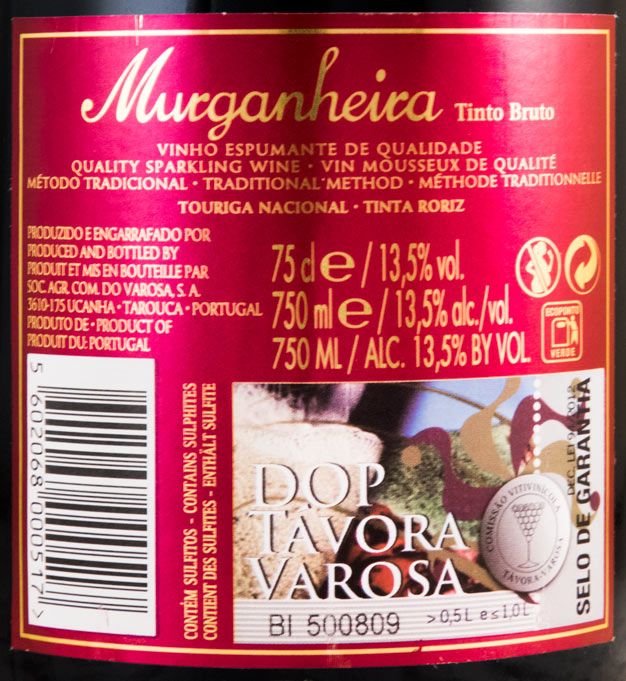 Murganheira Tinto Bruto
VINHO ESPUMANTE DE QUALIDADE
QUALITY SPARKLING WINE · VIN MOUSSEUX DE QUALITÉ
MÉTODO TRADICIONAL · TRADITIONAL METHOD · MÉTHODE TRADITIONNELLE
TOURIGA NACIONAL · TINTA RORIZ
PRODUZIDO E ENGARRAFADO POR
PRODUCED AND BOTTLED BY
PRODUIT ET MIS EN BOUTEILLE PAR
SOC. AGR. COM. DO VAROSA, S. A.
3610-175 UCANHA · TAROUCA · PORTUGAL
PRODUTO DE · PRODUCT OF
PRODUIT DU: PORTUGAL
75 cl e / 13,5% vol.
750 ml e / 13,5% alc./vol.
750 ML / ALC. 13,5% BY VOL.
ECOPONTO
VERDE
5 602068 000517 >
CONTÉM SULFITOS - CONTAINS SULPHITES
CONTIENT DES SULFITES - ENTHÄLT SULFITE
DOP
TÁVORA
VAROSA
COMISSÃO VITIVINÍCOLA
TÁVORA-VAROSA
BI 500809
> 0,5L e ≤ 1,0L
SELO DE GARANTIA